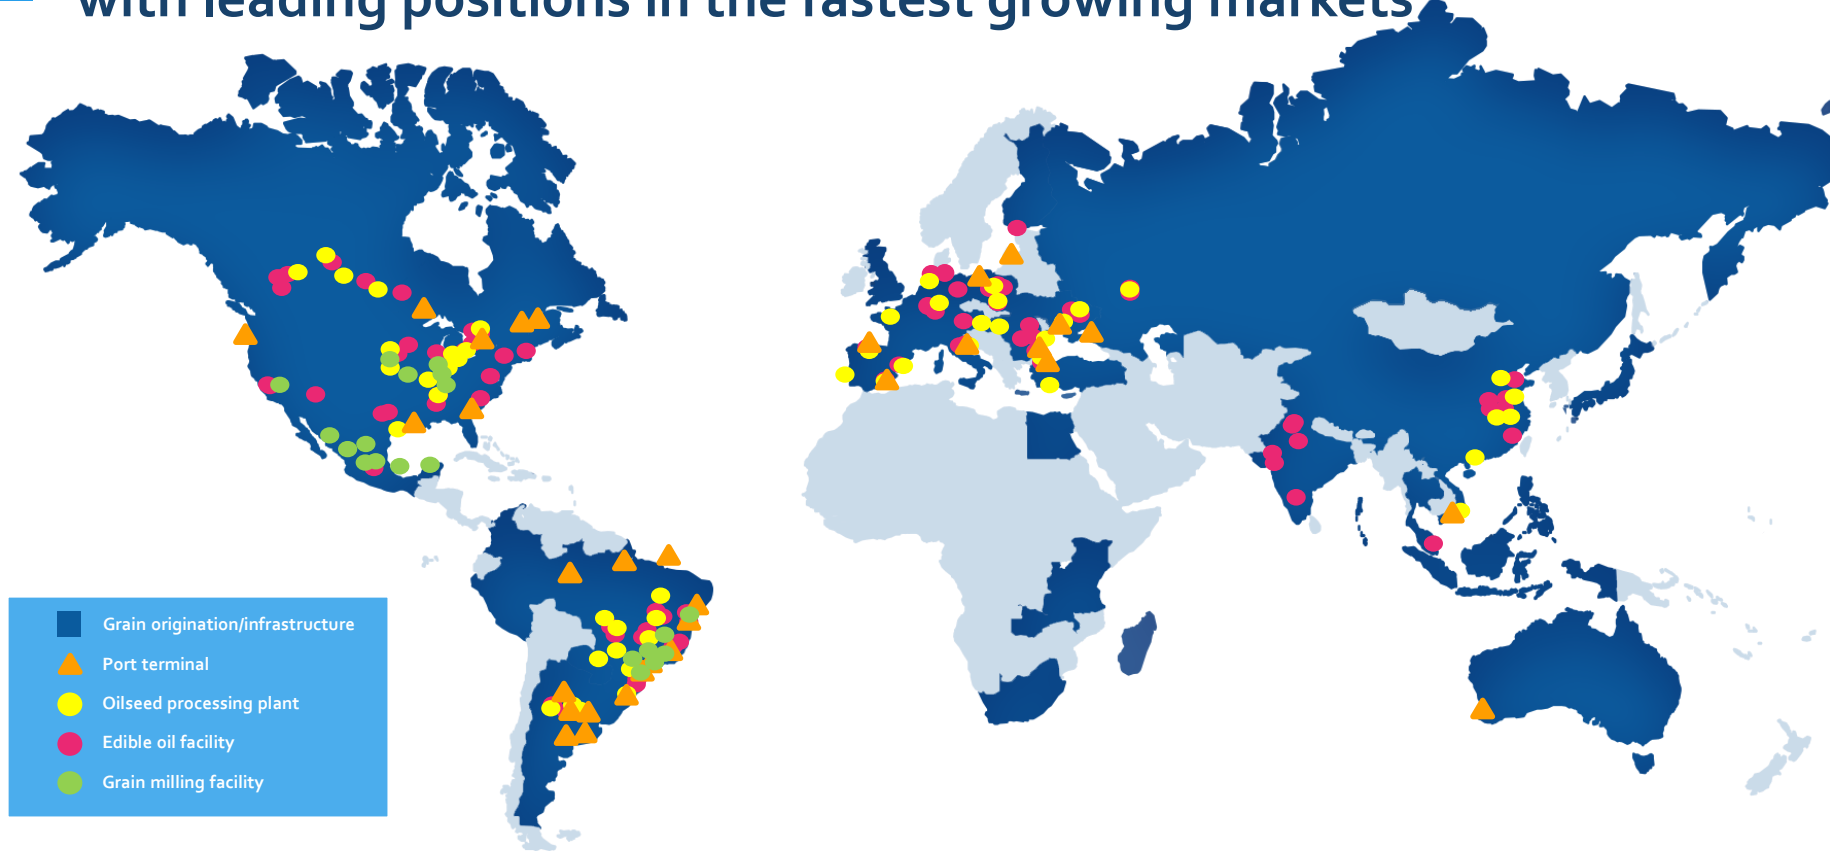 with leading positions in the fastest growing markets
Grain origination/infrastructure
Port terminal
Oilseed processing plant
Edible oil facility
Grain milling facility